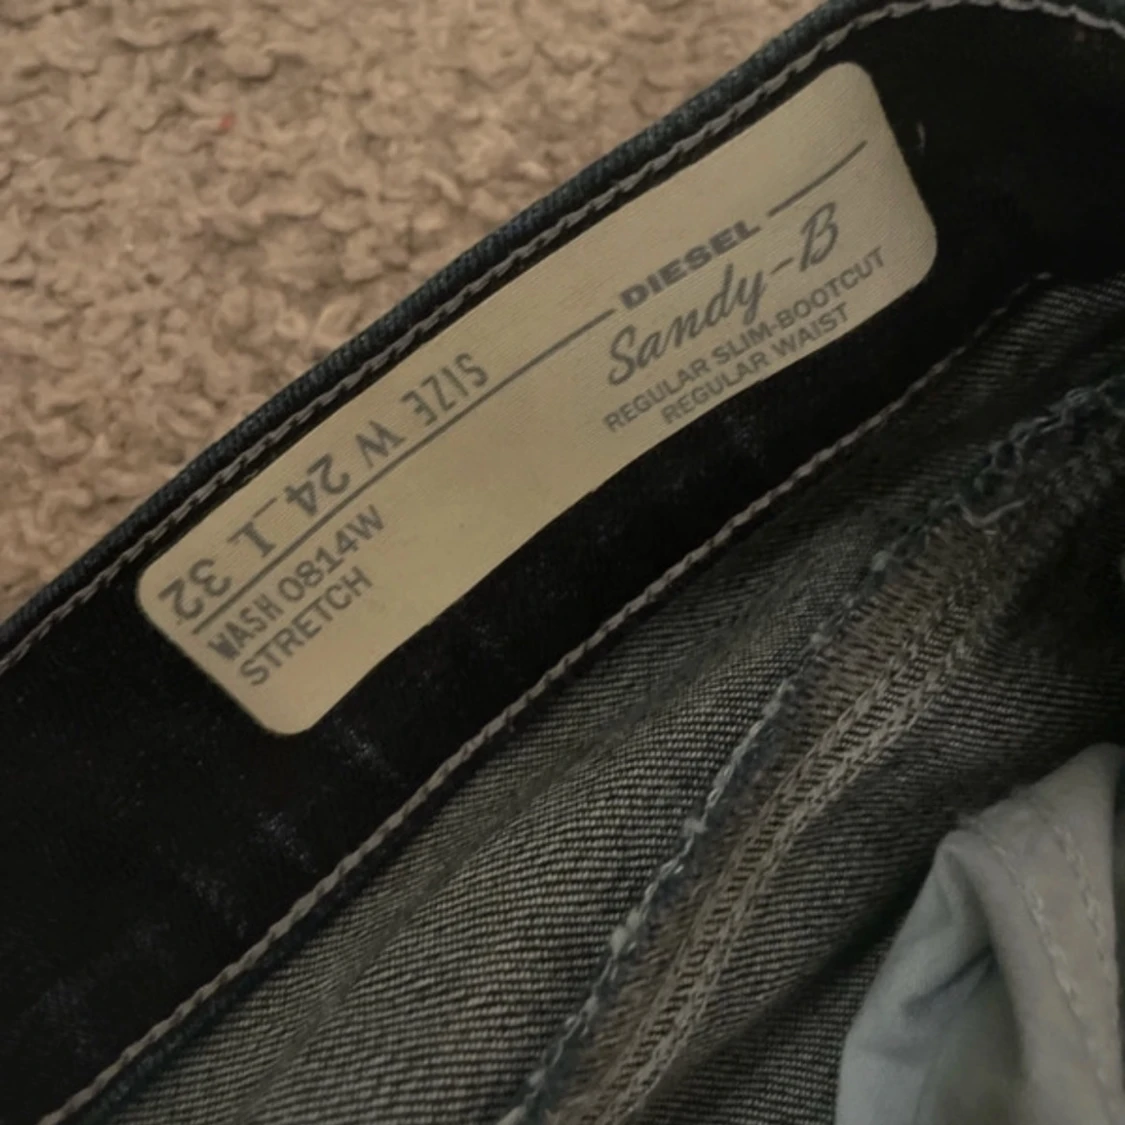 DIESEL
Sandy-B
REGULAR SLIM-BOOTCUT
REGULAR WAIST
SIZE W 24 L 32
WASH 0814W
STRETCH